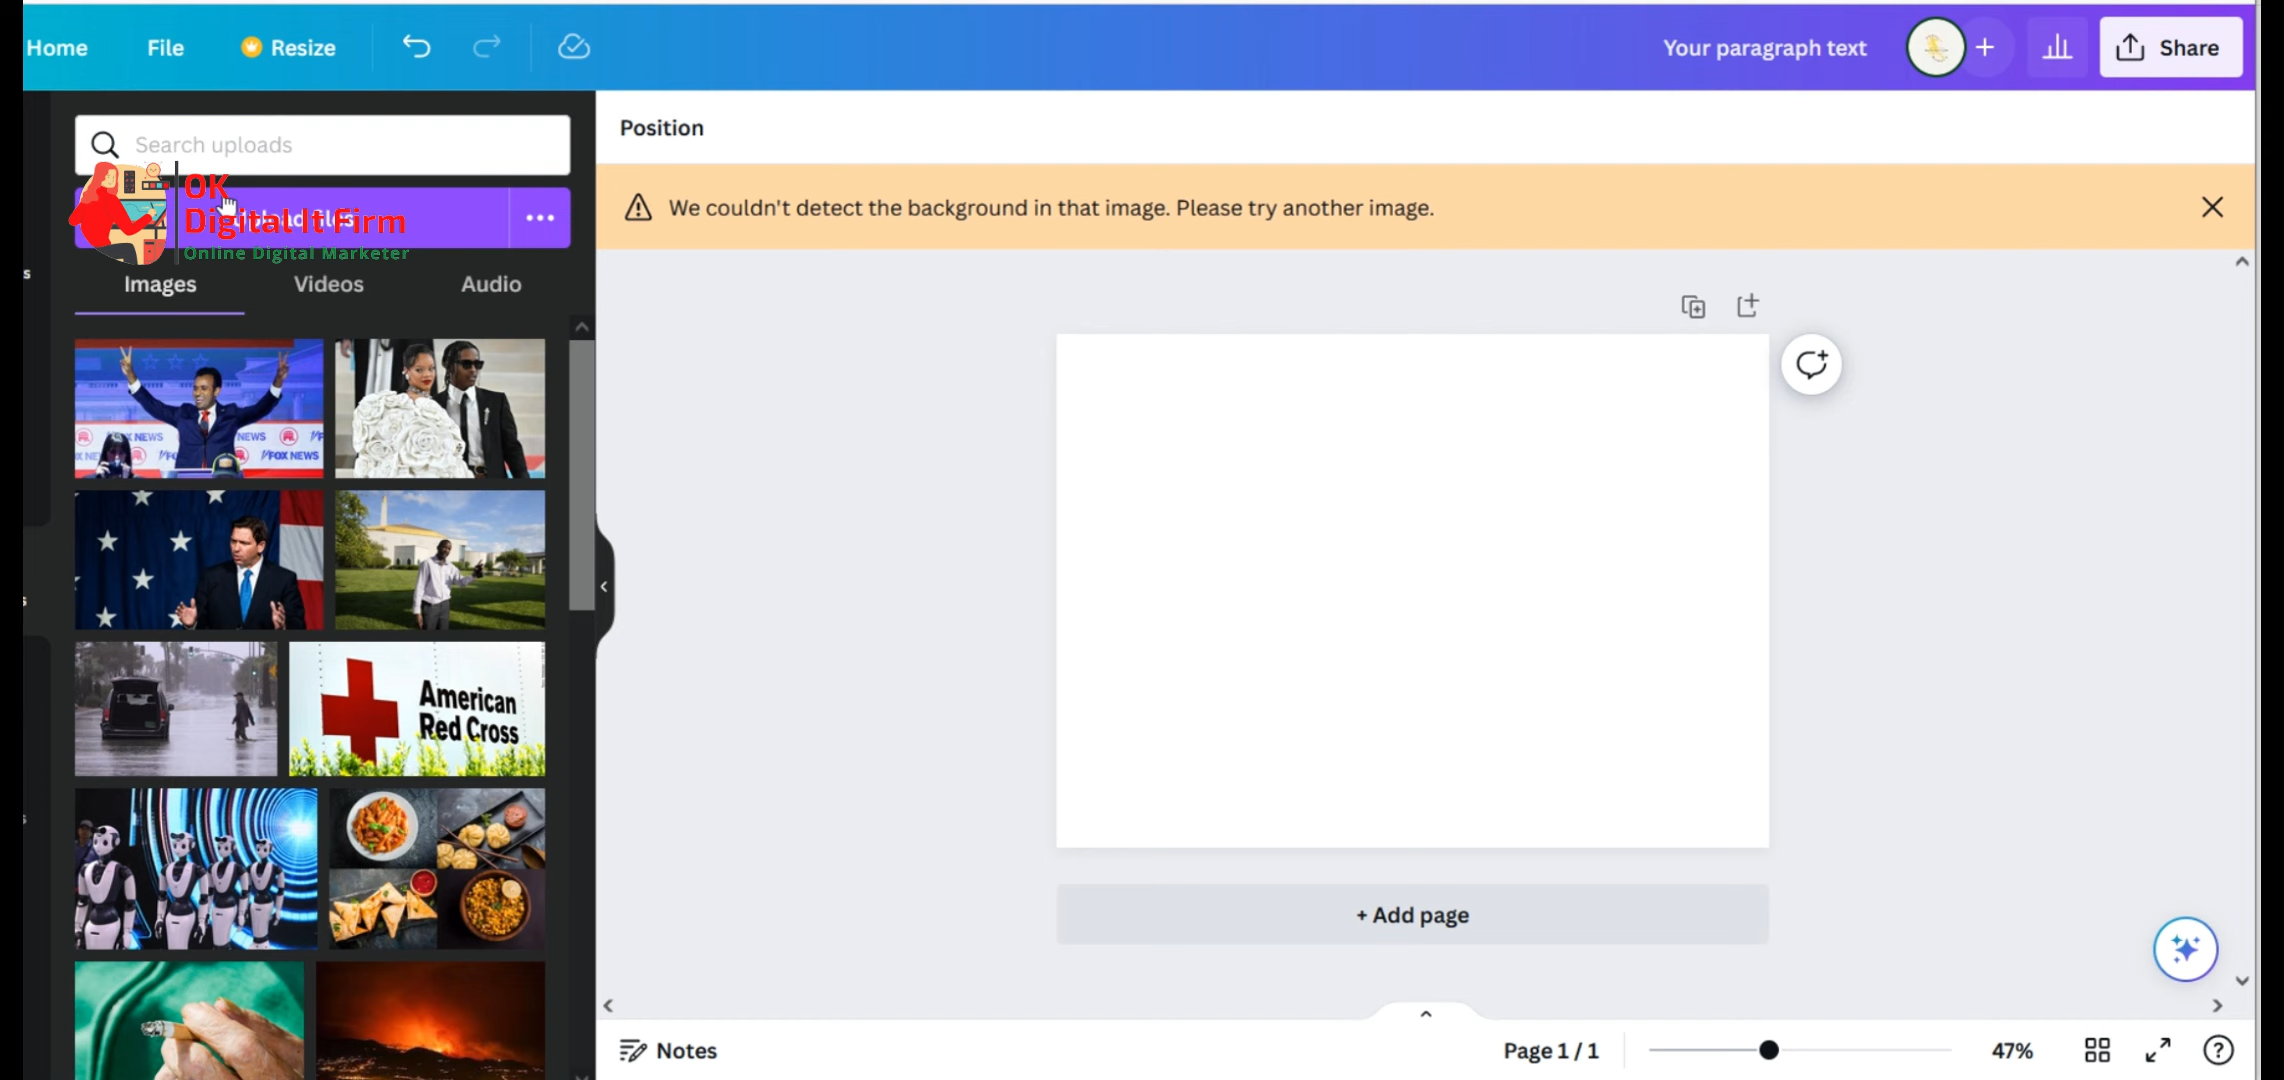 Home File Resize Your paragraph text Share
Search uploads
Position
OK
Digital It Firm
Online Digital Marketer
We couldn't detect the background in that image. Please try another image.
Images Videos Audio
NEWS NEWS
FOX NEWS
American
Red Cross
+ Add page
Notes Page 1 / 1 47%